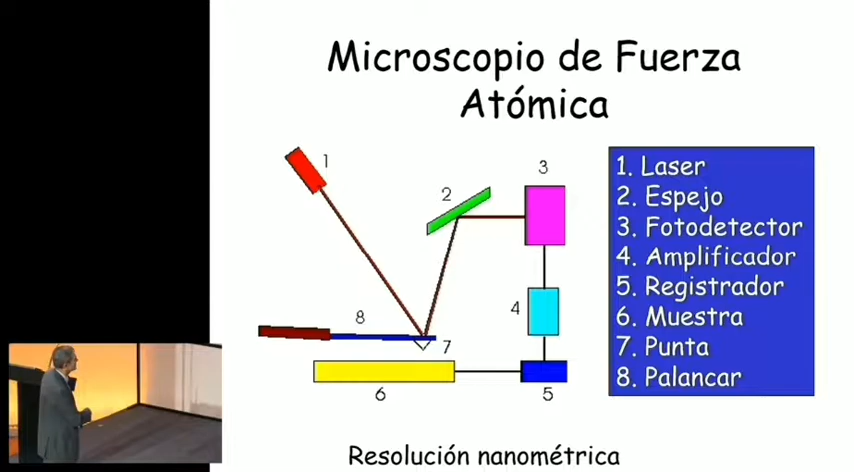 Microscopio de Fuerza
Atómica
1
2
3
4
5
6
7
8
1. Laser
2. Espejo
3. Fotodetector
4. Amplificador
5. Registrador
6. Muestra
7. Punta
8. Palancar
Resolución nanométrica